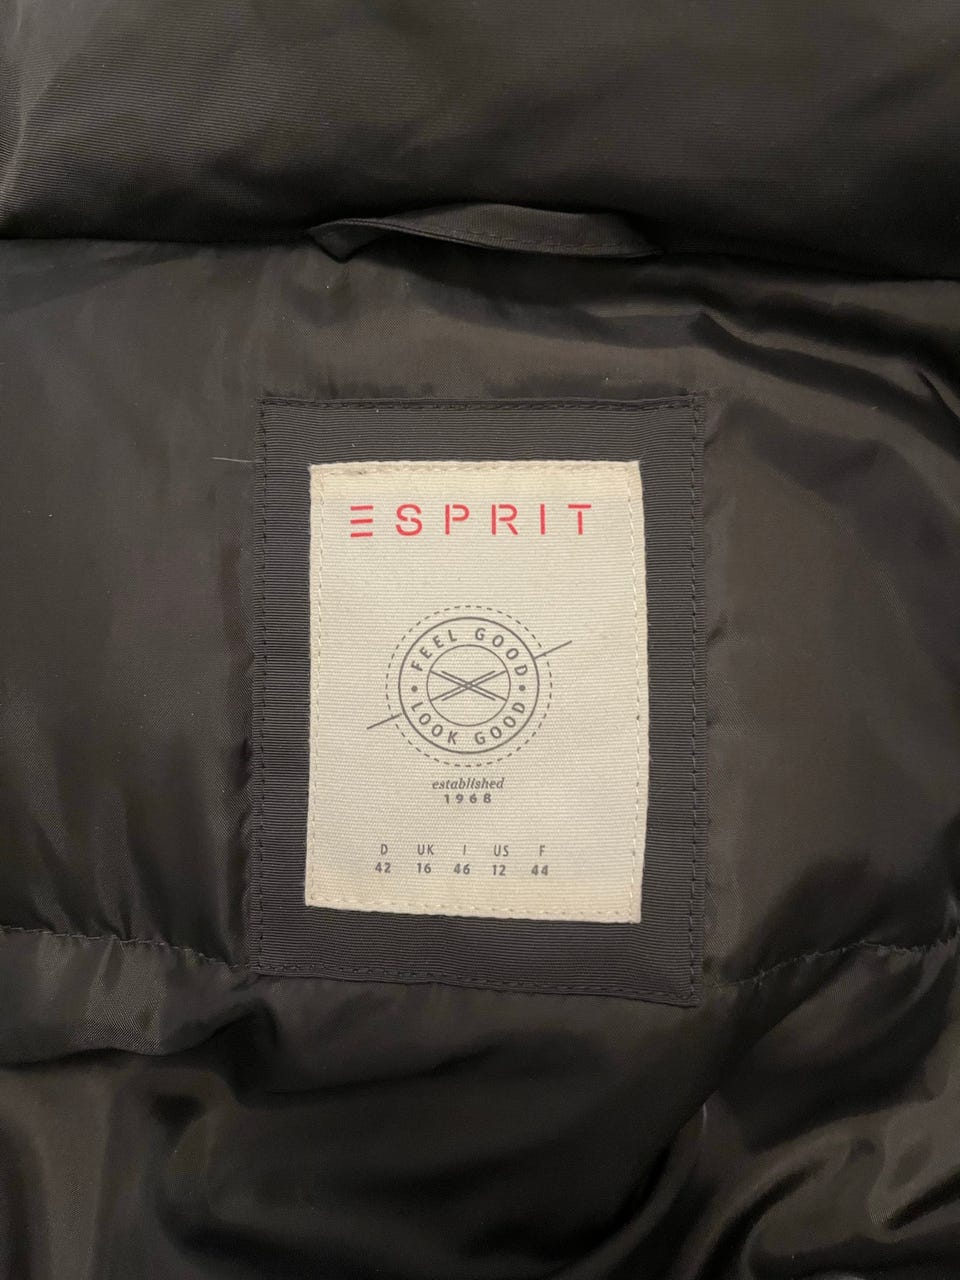 ESPRIT
FEEL GOOD
• LOOK GOOD •
established
1968
D UK I US F
42 16 46 12 44